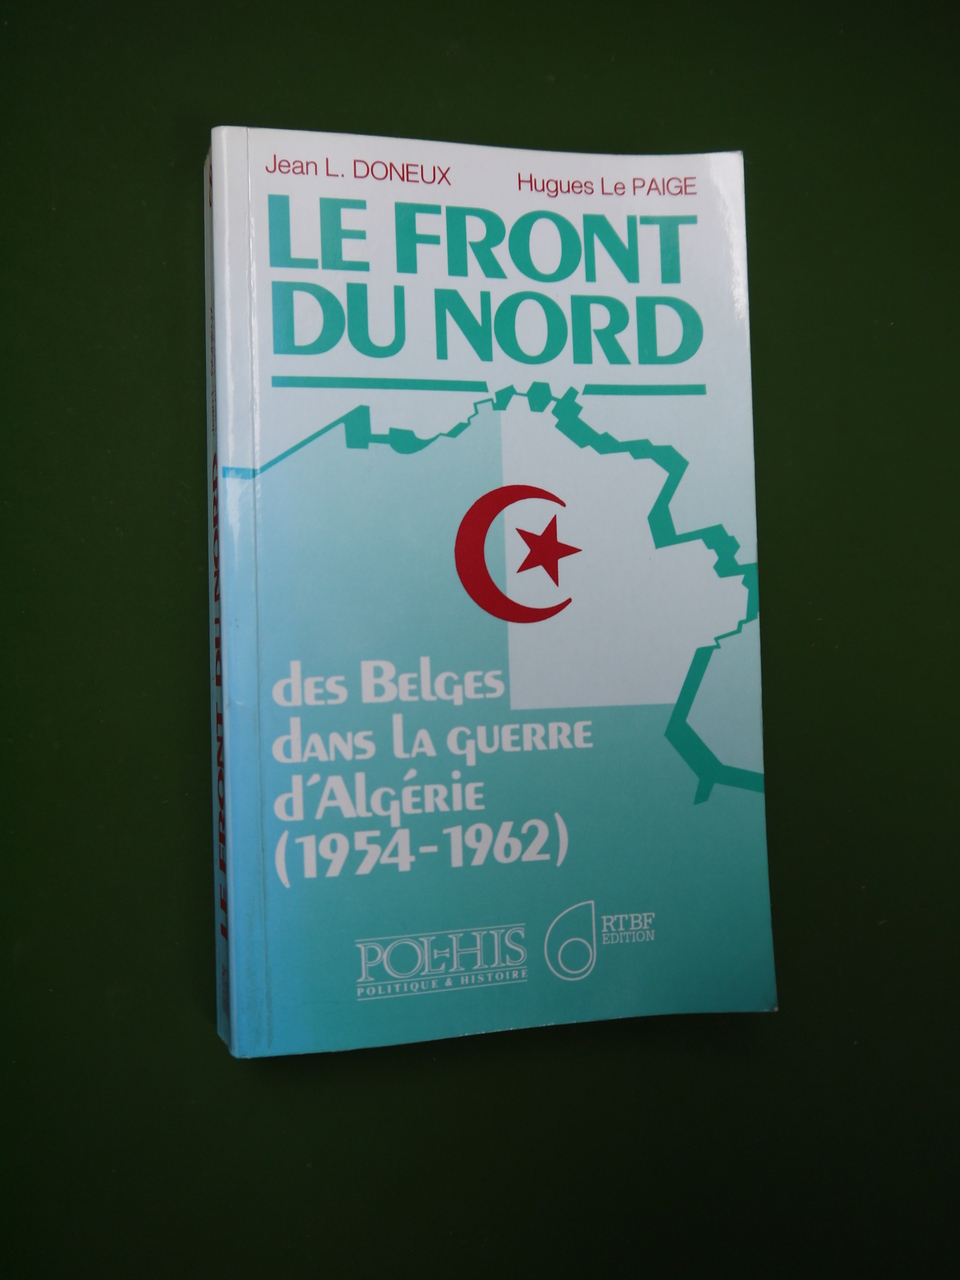 Jean L. DONEUX
Hugues Le PAIGE
LE FRONT
DU NORD
des Belges
dans la guerre
d'Algérie
(1954-1962)
POL-HIS
POLITIQUE & HISTOIRE
RTBF
EDITION
LE FRONT DU NORD